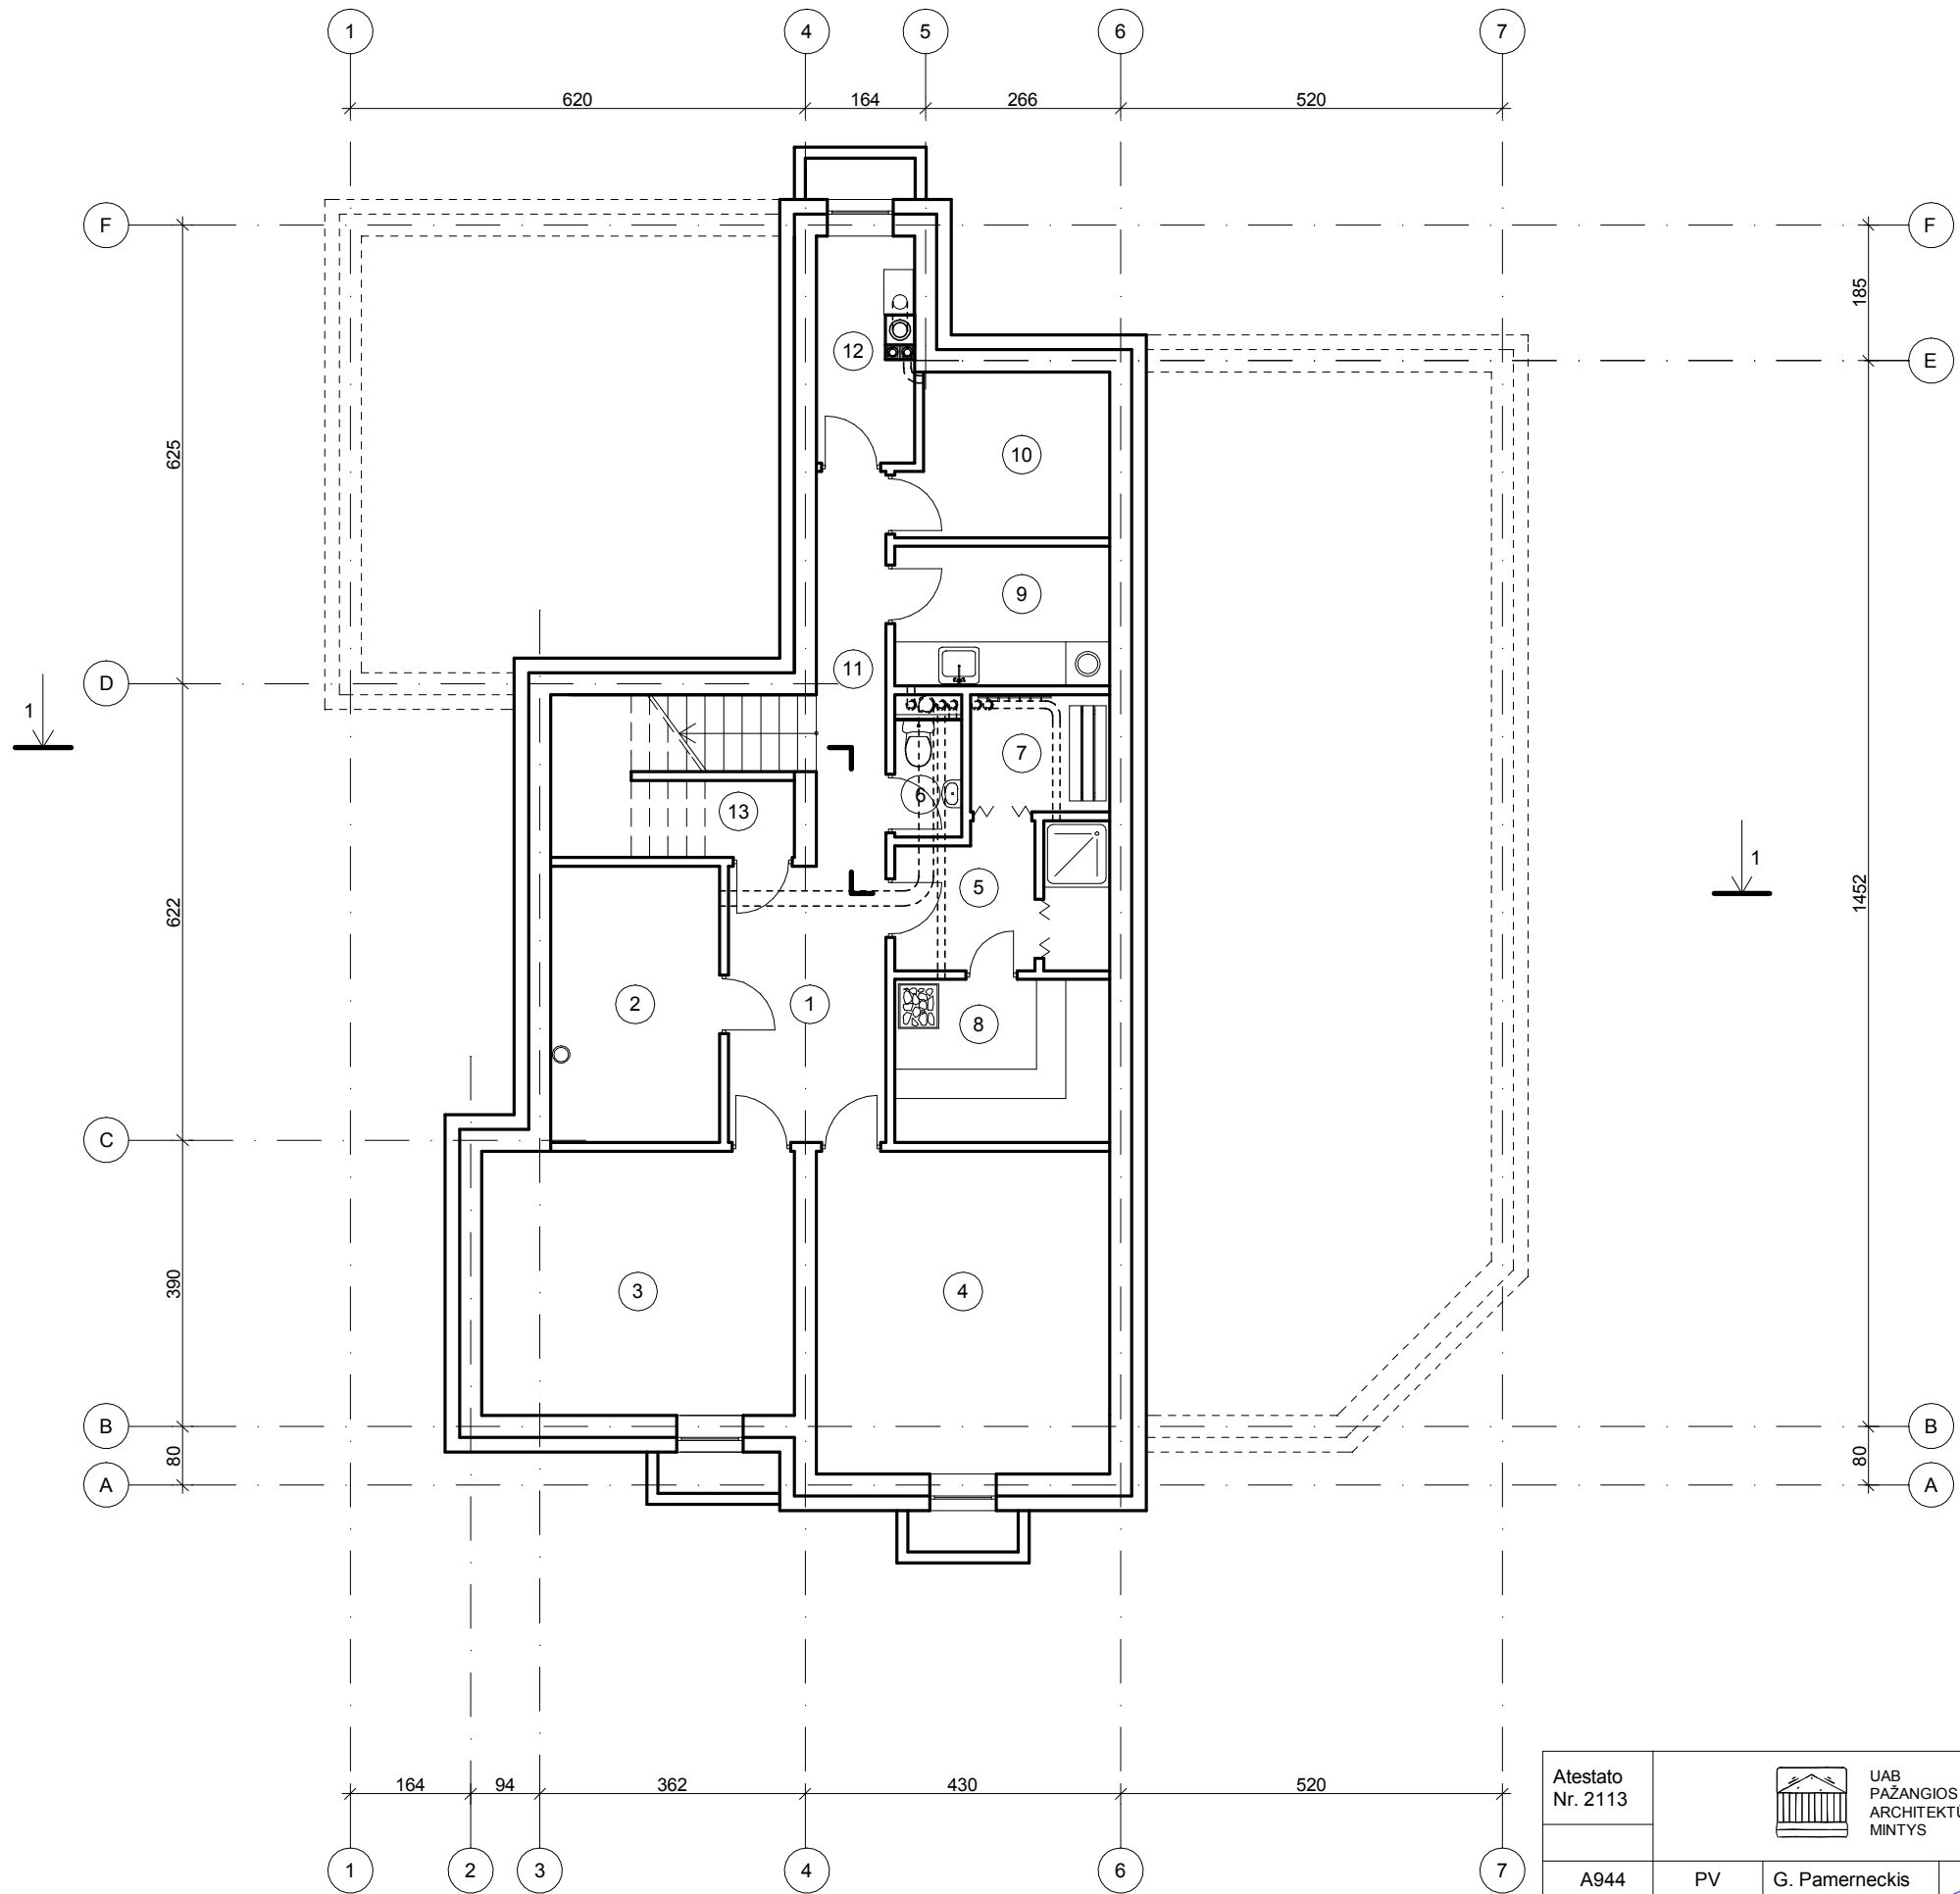 1 4 5 6 7
620 164 266 520
F F
185
E
12
625
10
9
11
D
1
7
6
13
1
5
622
1452
2 1
8
C
390
3 4
B B
80 80
A A
164 94 362 430 520
Atestato
Nr. 2113
UAB
PAŽANGIOS
MINTYS
1 2 3 4 6 7
A944 PV G. Pamerneckis